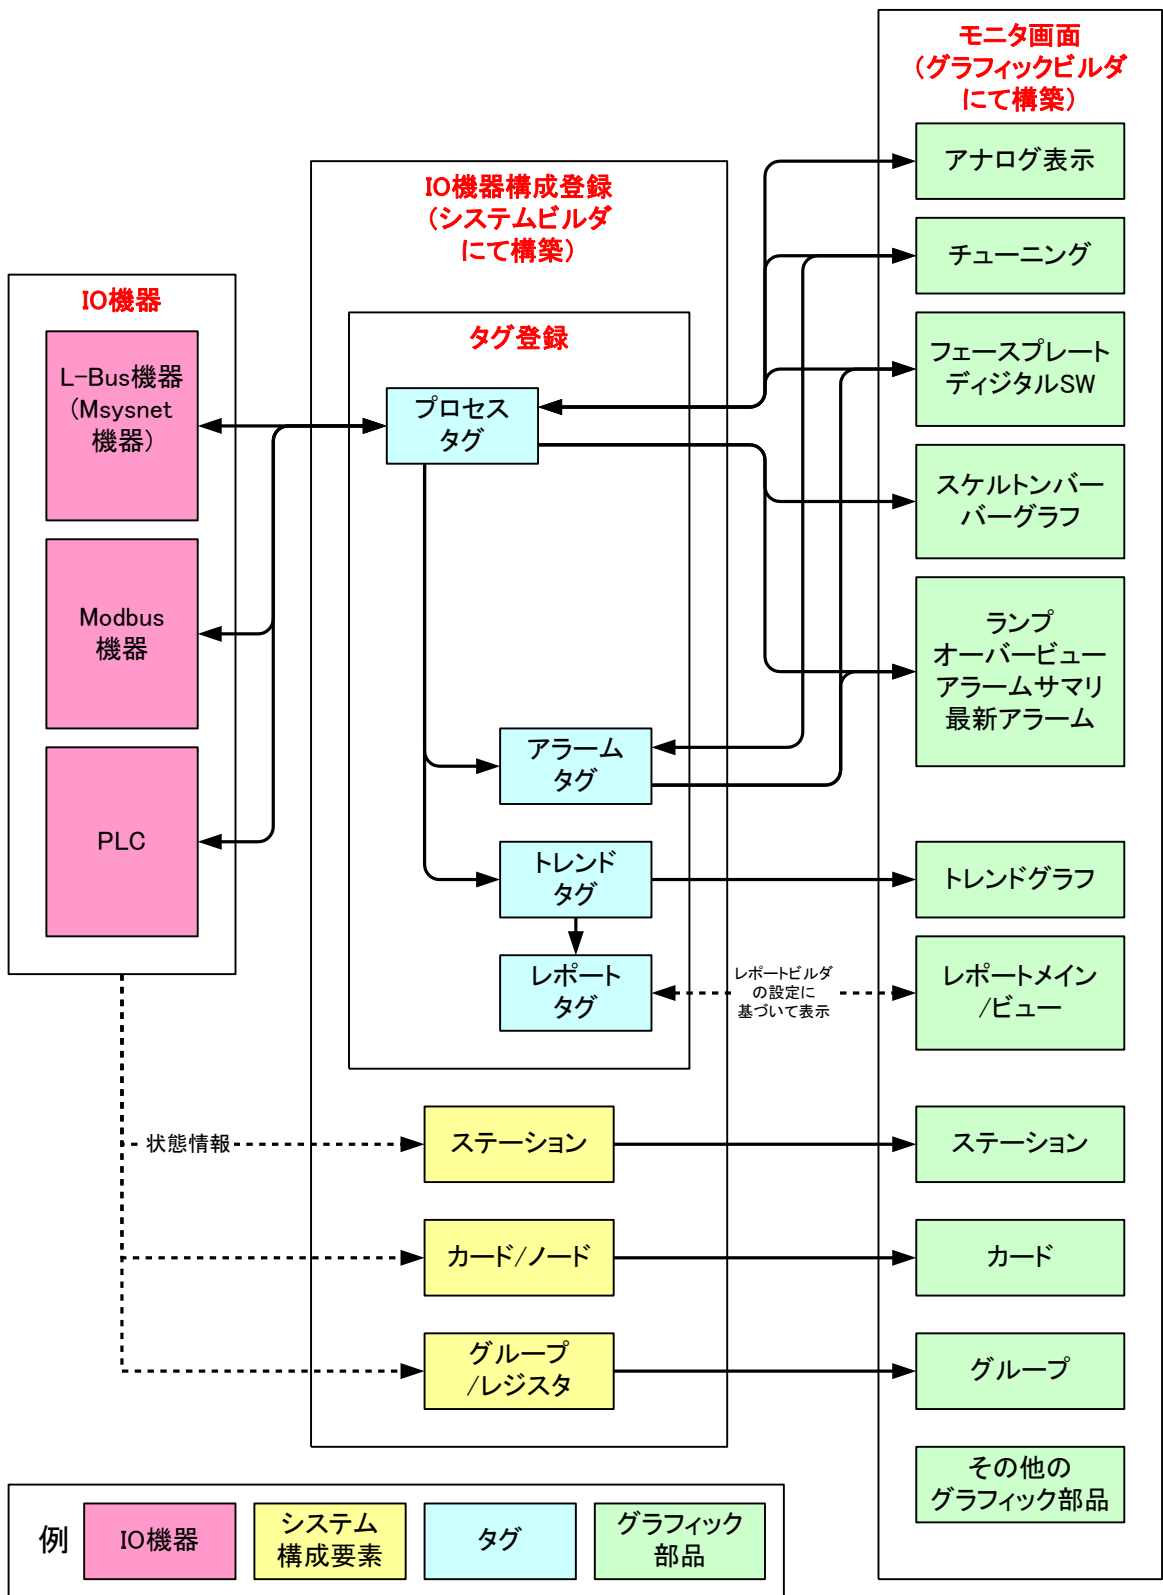 モニタ画面
（グラフィックビルダ
にて構築）
アナログ表示
チューニング
フェースプレート
ディジタルSW
スケルトンバー
バーグラフ
ランプ
オーバービュー
アラームサマリ
最新アラーム
トレンドグラフ
レポートメイン
/ビュー
ステーション
カード
グループ
その他の
グラフィック部品
IO機器構成登録
（システムビルダ
にて構築）
タグ登録
プロセス
タグ
アラーム
タグ
トレンド
タグ
レポート
タグ
レポートビルダ
の設定に
基づいて表示
ステーション
カード/ノード
グループ
/レジスタ
IO機器
L-Bus機器
（Msysnet
機器）
Modbus
機器
PLC
状態情報
例
IO機器
システム
構成要素
タグ
グラフィック
部品